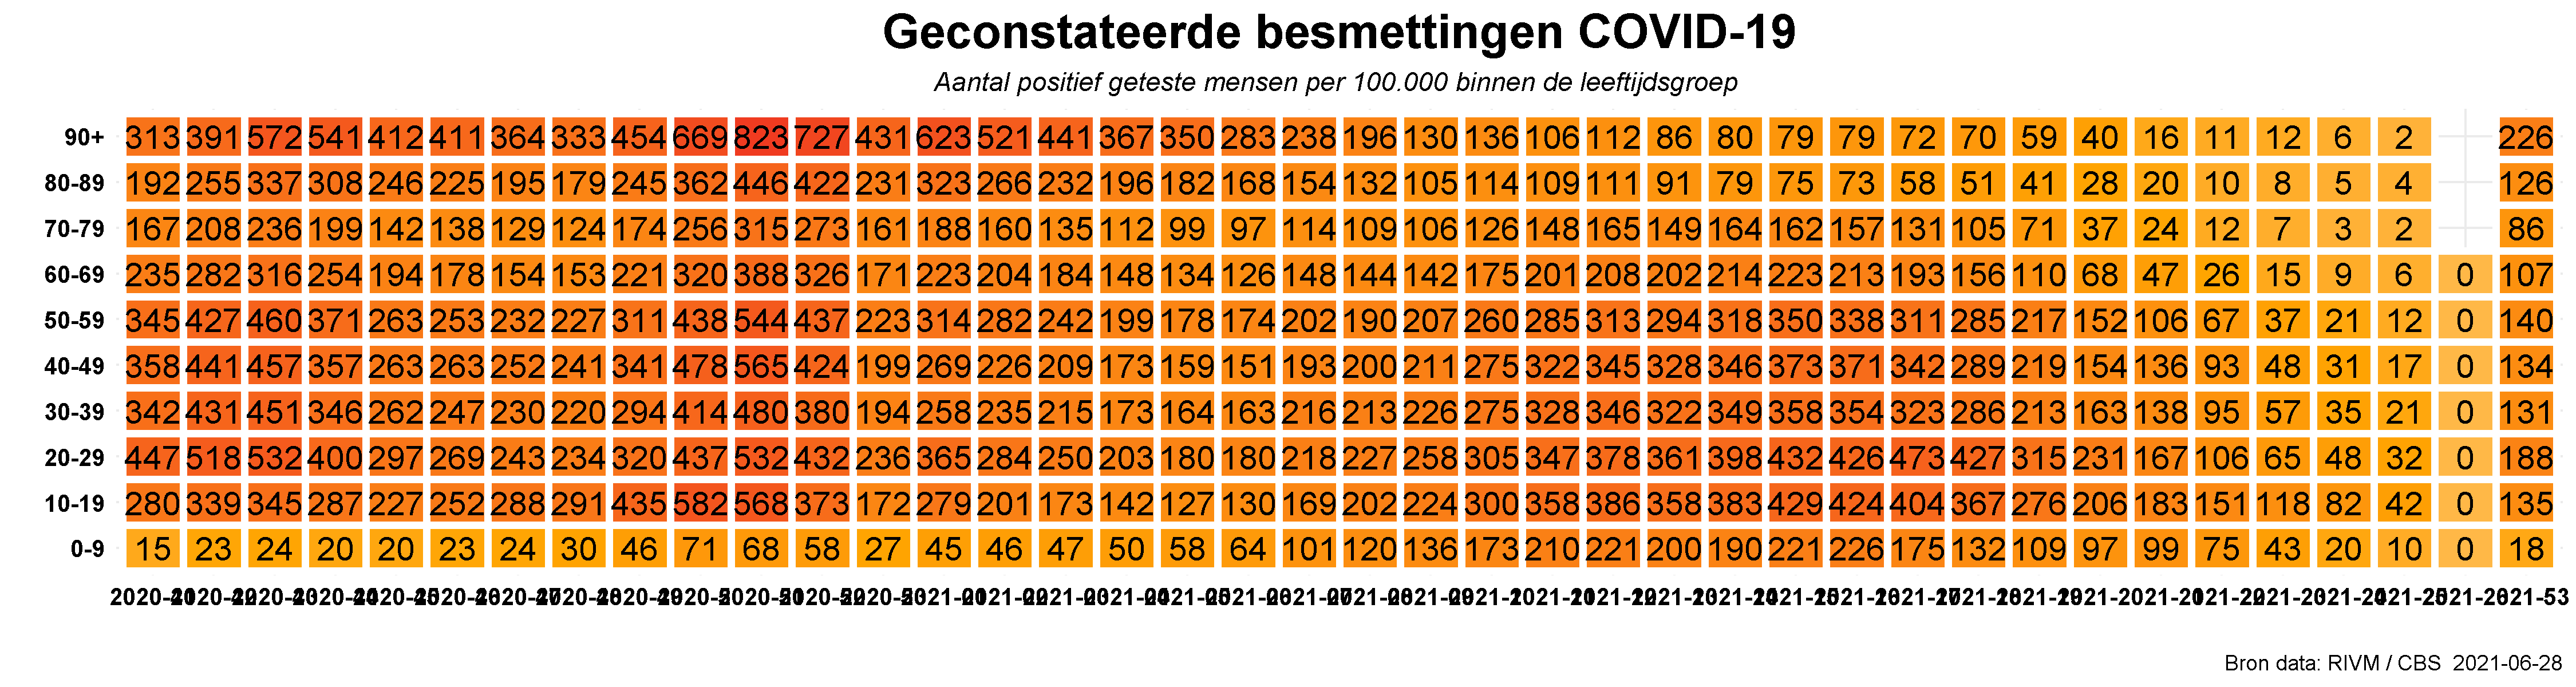 Geconstateerde besmettingen COVID-19
Aantal positief geteste mensen per 100.000 binnen de leeftijdsgroep
90+ 313 391 572 541 412 411 364 333 454 669 823 727 431 623 521 441 367 350 283 238 196 130 136 106 112 86 80 79 79 72 70 59 40 16 11 12 6 2 226
80-89 192 255 337 308 246 225 195 179 245 362 446 422 231 323 266 232 196 182 168 154 132 105 114 109 111 91 79 75 73 58 51 41 28 20 10 8 5 4 126
70-79 167 208 236 199 142 138 129 124 174 256 315 273 161 188 160 135 112 99 97 114 109 106 126 148 165 149 164 162 157 131 105 71 37 24 12 7 3 2 86
60-69 235 282 316 254 194 178 154 153 221 320 388 326 171 223 204 184 148 134 126 148 144 142 175 201 208 202 214 223 213 193 156 110 68 47 26 15 9 6 0 107
50-59 345 427 460 371 263 253 232 227 311 438 544 437 223 314 282 242 199 178 174 202 190 207 260 285 313 294 318 350 338 311 285 217 152 106 67 37 21 12 0 140
40-49 358 441 457 357 263 263 252 241 341 478 565 424 199 269 226 209 173 159 151 193 200 211 275 322 345 328 346 373 371 342 289 219 154 136 93 48 31 17 0 134
30-39 342 431 451 346 262 247 230 220 294 414 480 380 194 258 235 215 173 164 163 216 213 226 275 328 346 322 349 358 354 323 286 213 163 138 95 57 35 21 0 131
20-29 447 518 532 400 297 269 243 234 320 437 532 432 236 365 284 250 203 180 180 218 227 258 305 347 378 361 398 432 426 473 427 315 231 167 106 65 48 32 0 188
10-19 280 339 345 287 227 252 288 291 435 582 568 373 172 279 201 173 142 127 130 169 202 224 300 358 386 358 383 429 424 404 367 276 206 183 151 118 82 42 0 135
0-9 15 23 24 20 20 23 24 30 46 71 68 58 27 45 46 47 50 58 64 101 120 136 173 210 221 200 190 221 226 175 132 109 97 99 75 43 20 10 0 18
Bron data: RIVM / CBS 2021-06-28